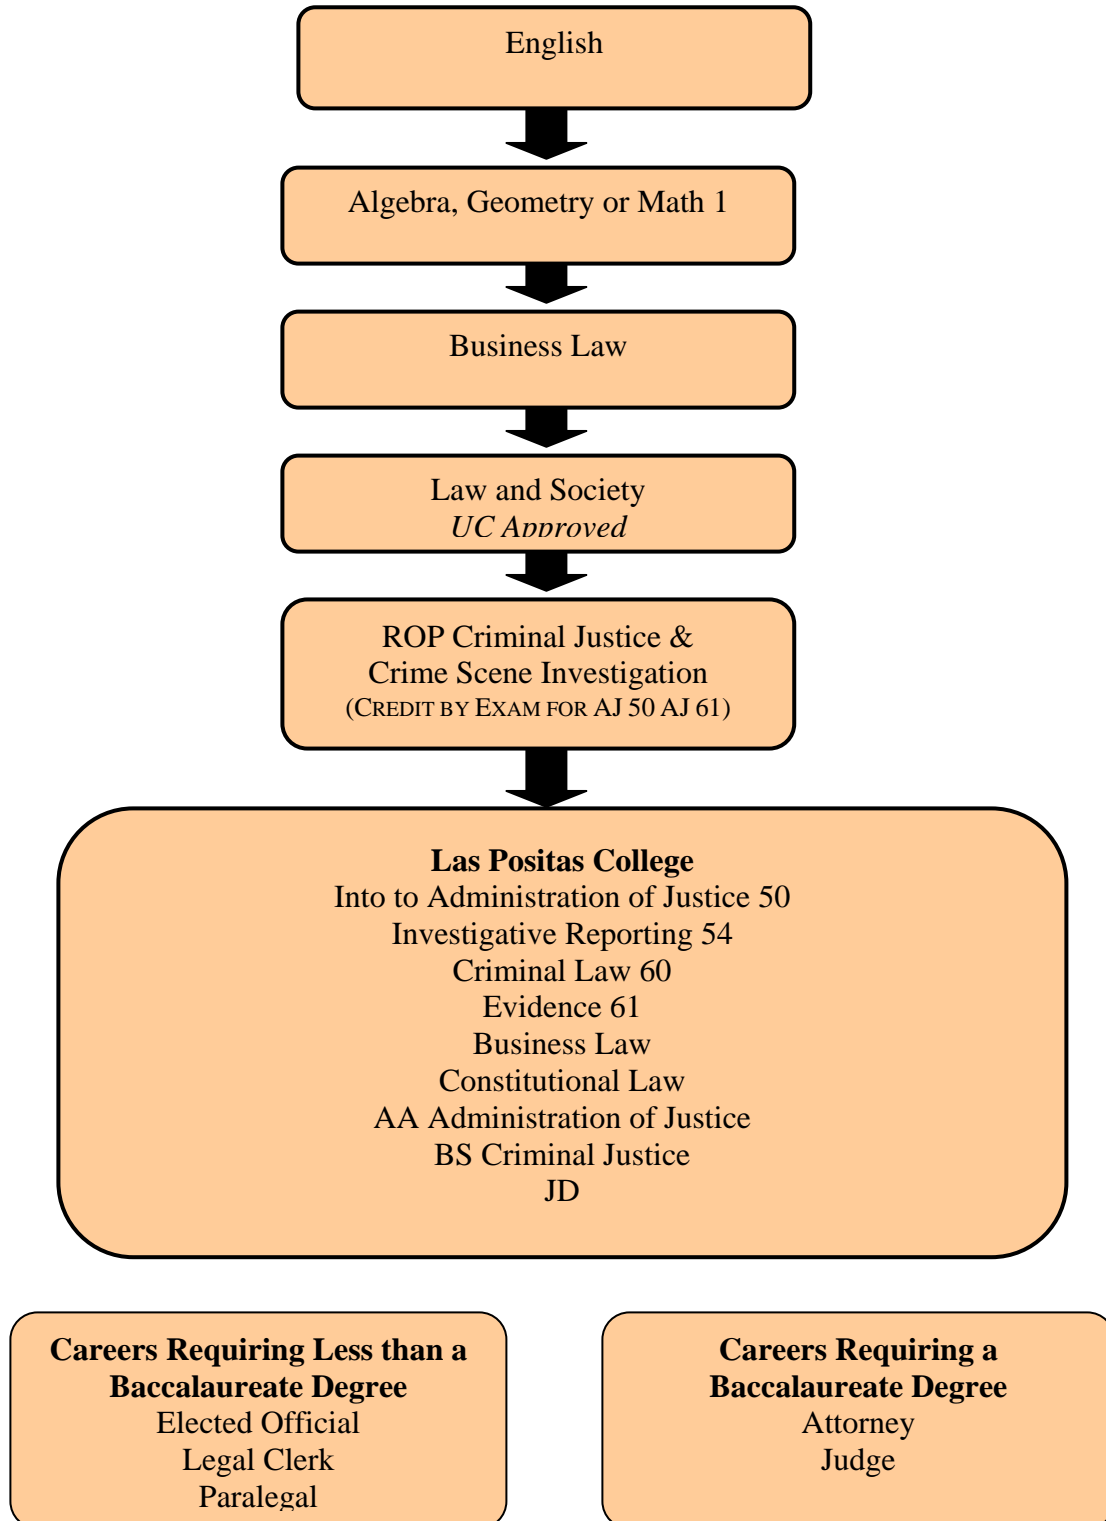 English
Algebra, Geometry or Math 1
Business Law
Law and Society
UC Approved
ROP Criminal Justice &
Crime Scene Investigation
(CREDIT BY EXAM FOR AJ 50 AJ 61)
Las Positas College
Into to Administration of Justice 50
Investigative Reporting 54
Criminal Law 60
Evidence 61
Business Law
Constitutional Law
AA Administration of Justice
BS Criminal Justice
JD
Careers Requiring Less than a
Baccalaureate Degree
Elected Official
Legal Clerk
Paralegal
Careers Requiring a
Baccalaureate Degree
Attorney
Judge